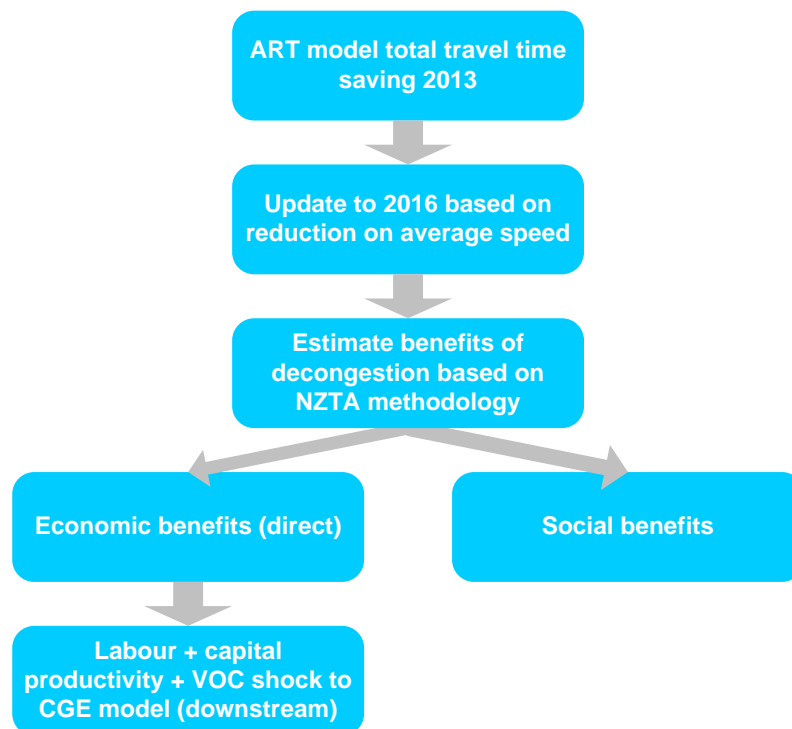 ART model total travel time
saving 2013
Update to 2016 based on
reduction on average speed
Estimate benefits of
decongestion based on
NZTA methodology
Economic benefits (direct)
Social benefits
Labour + capital
productivity + VOC shock to
CGE model (downstream)